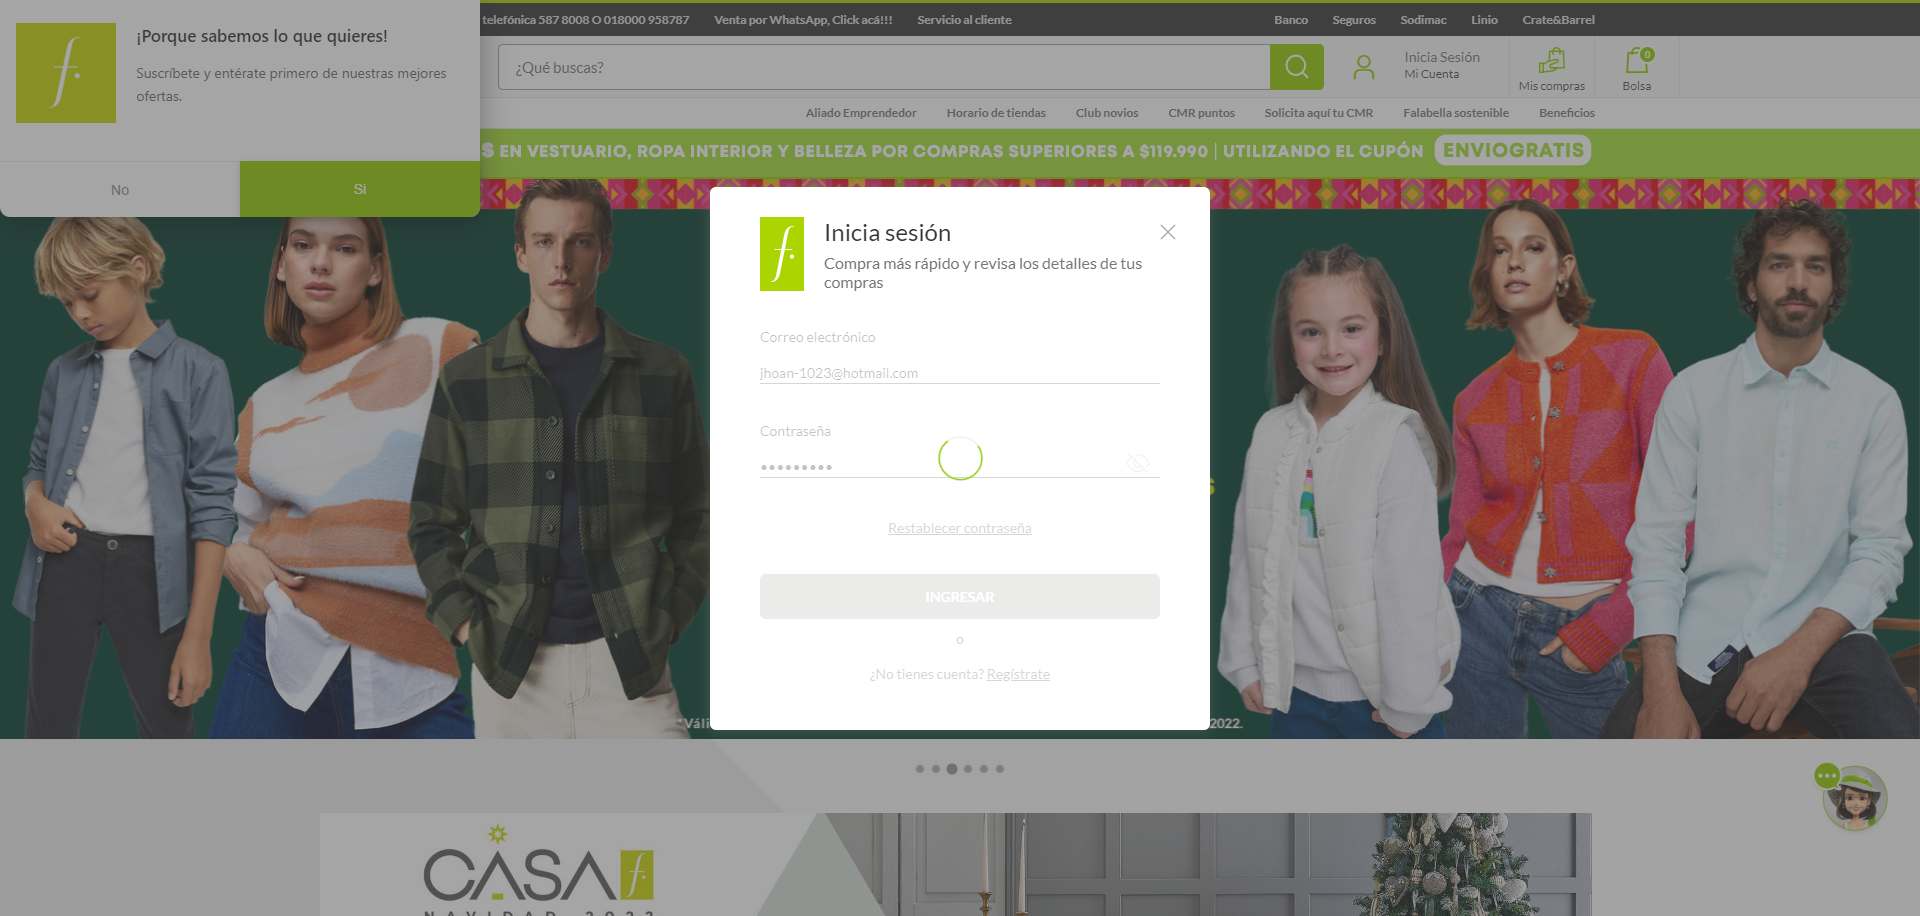 telefónica 587 8008 O 018000 958787 Venta por WhatsApp, Click acá!!! Servicio al cliente Banco Seguros Sodimac Linio Crate&Barrel
¡Porque sabemos lo que quieres!
Suscríbete y entérate primero de nuestras mejores
ofertas.
No Si
¿Qué buscas?
Inicia Sesión
Mi Cuenta
Mis compras
0
Bolsa
Aliado Emprendedor Horario de tiendas Club novios CMR puntos Solicita aquí tu CMR Falabella sostenible Beneficios
S EN VESTUARIO, ROPA INTERIOR Y BELLEZA POR COMPRAS SUPERIORES A $119.990 | UTILIZANDO EL CUPÓN ENVIOGRATIS
f.
Inicia sesión
Compra más rápido y revisa los detalles de tus
compras
Correo electrónico
jhoan-1023@hotmail.com
Contraseña
•••••••••
Restablecer contraseña
INGRESAR
o
¿No tienes cuenta? Regístrate
*Váli
2022.
CASA f.
NAVIDAD 2022